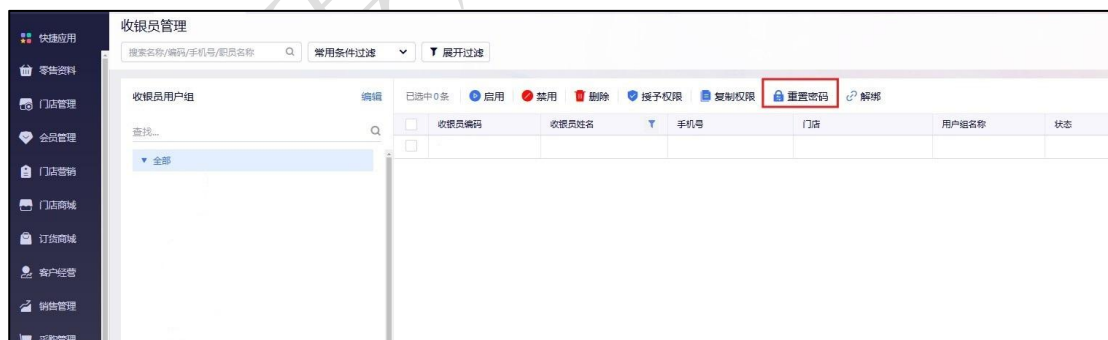 收银员管理
快捷应用
搜索名称/编码/手机号/职员名称 常用条件过滤 展开过滤
零售资料
门店管理
收银员用户组 编辑 已选中0条 启用 禁用 删除 授予权限 复制权限 重置密码 解绑
收银员编码 收银员姓名 手机号 门店 用户组名称 状态
查找...
会员管理
全部
门店营销
门店商城
订货商城
客户经营
销售管理
采购管理